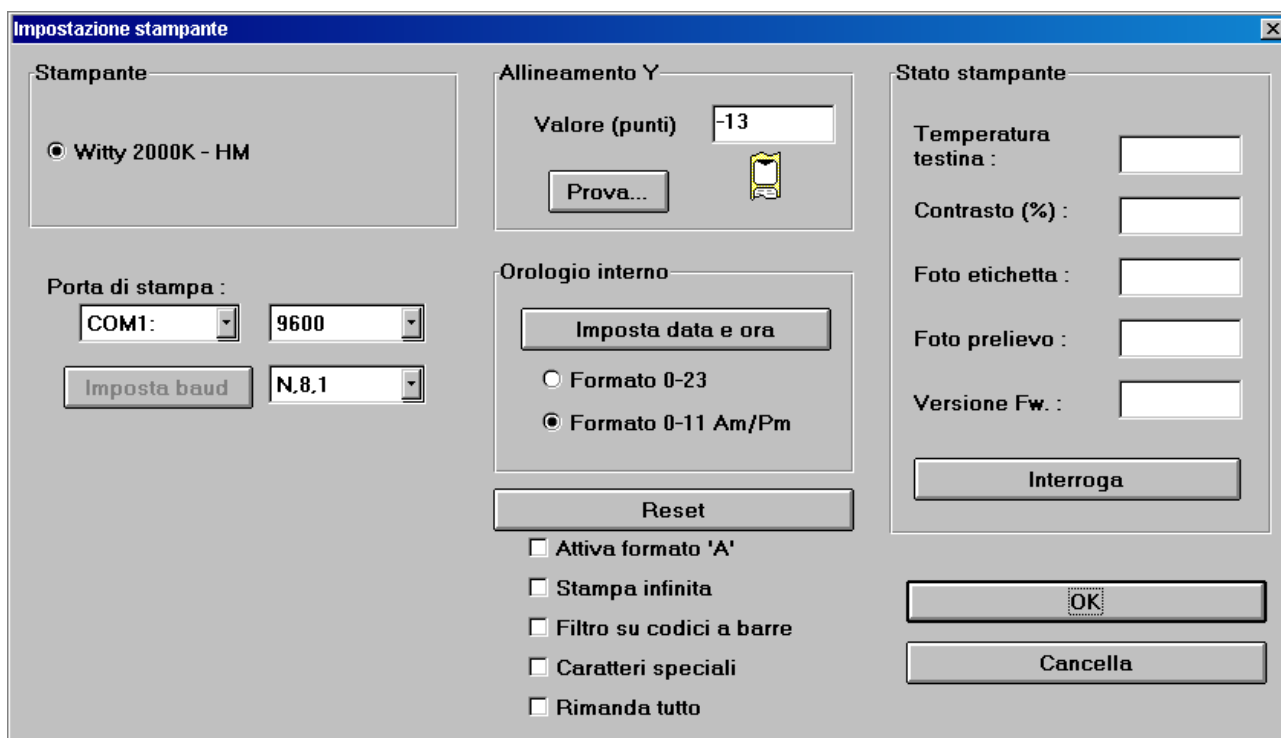 Impostazione stampante
Stampante
Witty 2000K - HM
Porta di stampa :
COM1:
9600
Imposta baud
N,8,1
Allineamento Y
Valore (punti)
-13
Prova...
Orologio interno
Imposta data e ora
Formato 0-23
Formato 0-11 Am/Pm
Reset
Attiva formato 'A'
Stampa infinita
Filtro su codici a barre
Caratteri speciali
Rimanda tutto
Stato stampante
Temperatura
testina :
Contrasto (%) :
Foto etichetta :
Foto prelievo :
Versione Fw. :
Interroga
OK
Cancella